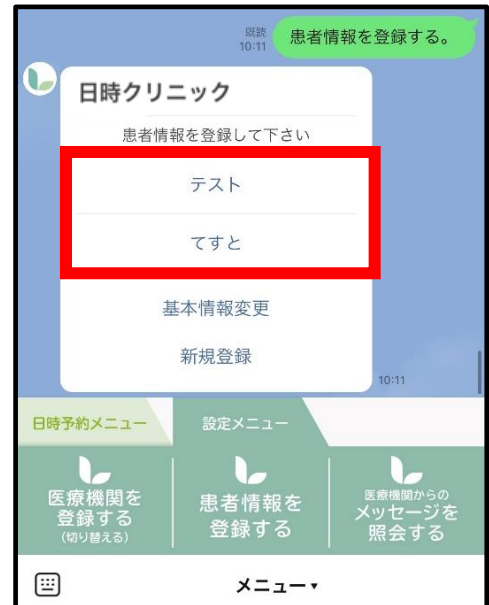 既読
10:11
患者情報を登録する。
日時クリニック
患者情報を登録して下さい
テスト
てすと
基本情報変更
新規登録
10:11
日時予約メニュー
設定メニュー
医療機関を
登録する
(切り替える)
患者情報を
登録する
医療機関からの
メッセージを
照会する
メニュー▾